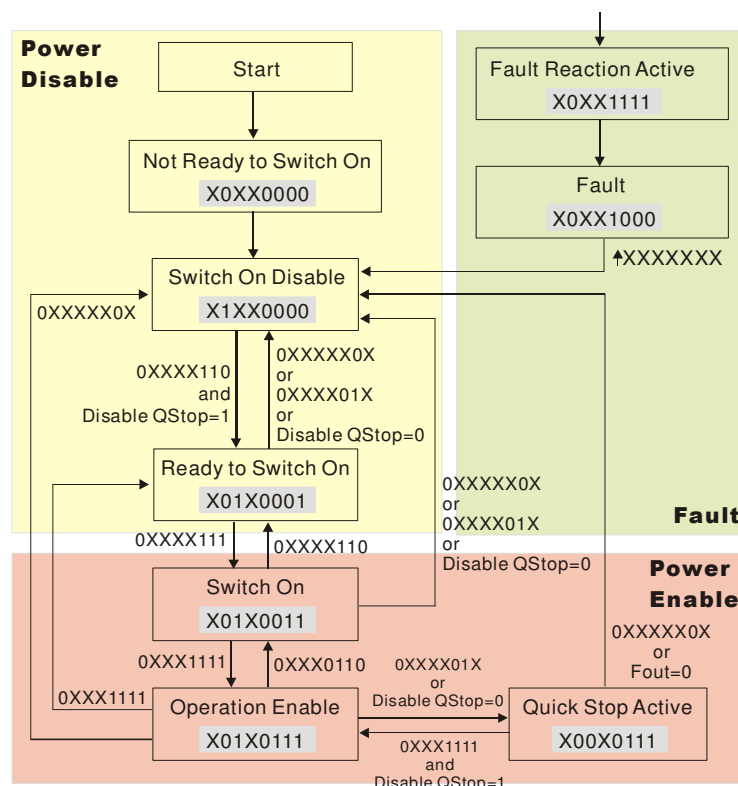 Power
Disable
Start
Not Ready to Switch On
X0XX0000
Switch On Disable
X1XX0000
0XXXXX0X
0XXXX110
and
Disable QStop=1
0XXXXX0X
or
0XXXX01X
or
Disable QStop=0
Ready to Switch On
X01X0001
0XXXX111
0XXXX110
Fault Reaction Active
X0XX1111
Fault
X0XX1000
XXXXXXX
Fault
0XXXXX0X
or
0XXXX01X
or
Disable QStop=0
Power
Enable
Switch On
X01X0011
0XXX1111
0XXX0110
0XXX1111
Operation Enable
X01X0111
0XXXX01X
or
Disable QStop=0
0XXX1111
and
Disable QStop=1
0XXXXX0X
or
Fout=0
Quick Stop Active
X00X0111